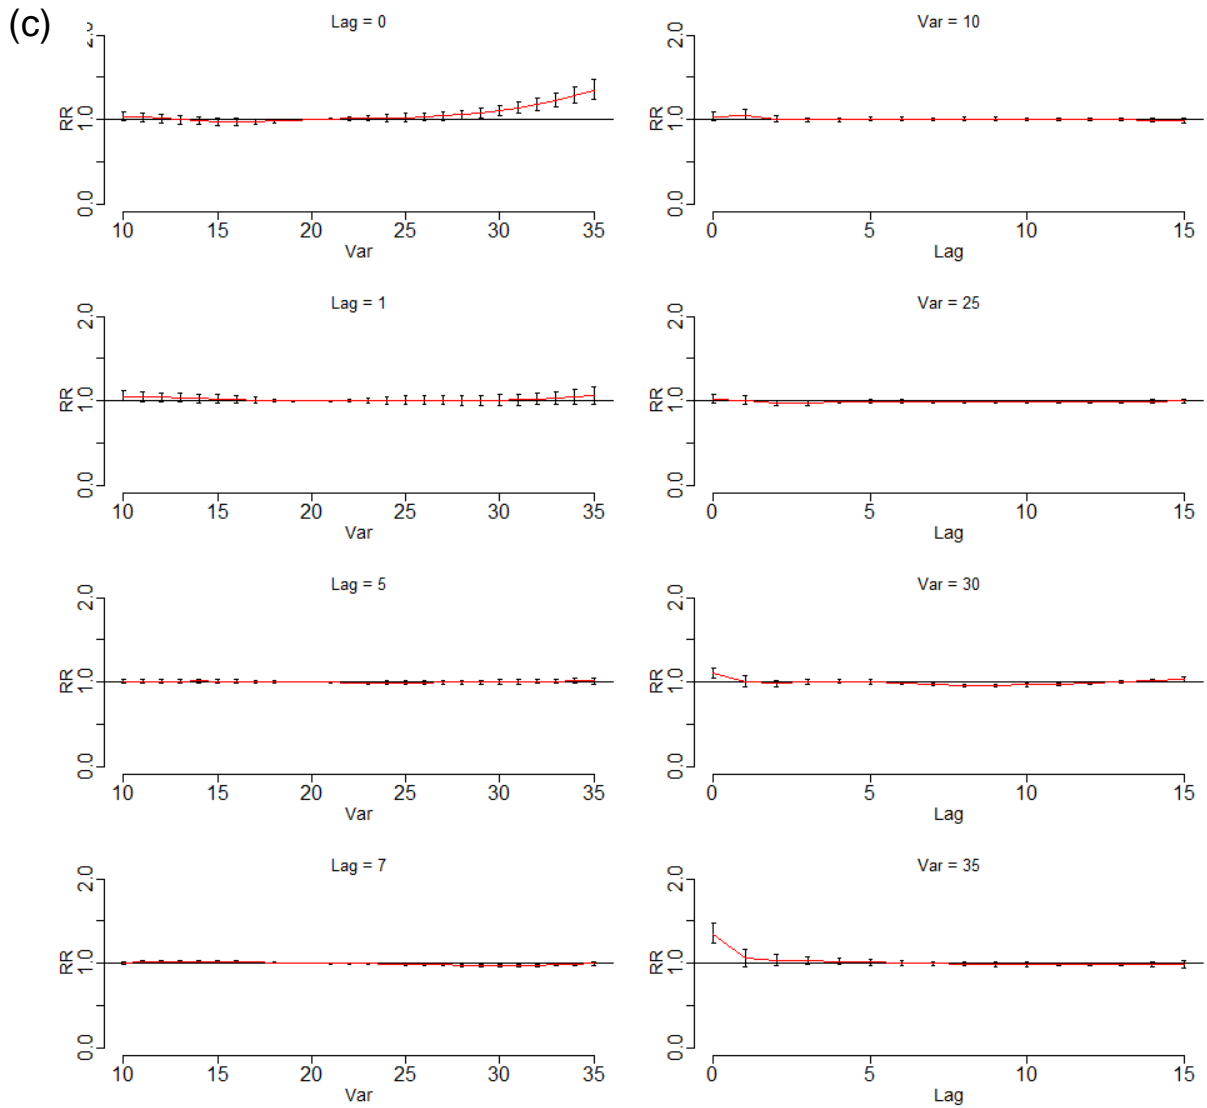 (c)
Lag = 0
RR
0.0 1.0 2.0
10 15 20 25 30 35
Var
Var = 10
RR
0.0 1.0 2.0
0 5 10 15
Lag
Lag = 1
RR
0.0 1.0 2.0
10 15 20 25 30 35
Var
Var = 25
RR
0.0 1.0 2.0
0 5 10 15
Lag
Lag = 5
RR
0.0 1.0 2.0
10 15 20 25 30 35
Var
Var = 30
RR
0.0 1.0 2.0
0 5 10 15
Lag
Lag = 7
RR
0.0 1.0 2.0
10 15 20 25 30 35
Var
Var = 35
RR
0.0 1.0 2.0
0 5 10 15
Lag